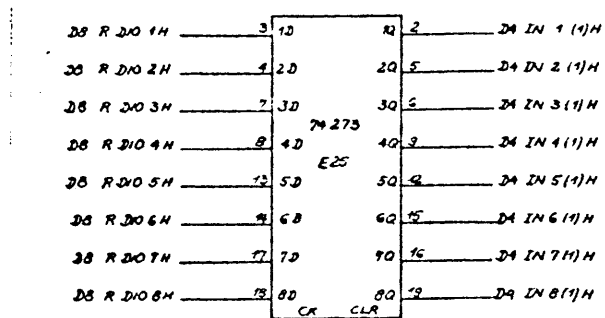 D8 R DIO 1H 3 1D 1Q 2 D4 IN 1 (1) H
D8 R DIO 2H 4 2D 2Q 5 D4 IN 2 (1) H
D8 R DIO 3H 7 3D 3Q 6 D4 IN 3 (1) H
74273
D8 R DIO 4H 8 4D 4Q 9 D4 IN 4 (1) H
E25
D8 R DIO 5H 13 5D 5Q 12 D4 IN 5 (1) H
D8 R DIO 6H 14 6D 6Q 15 D4 IN 6 (1) H
D8 R DIO 7H 17 7D 7Q 16 D4 IN 7 (1) H
D8 R DIO 8H 18 8D 8Q 19 D4 IN 8 (1) H
CK CLR